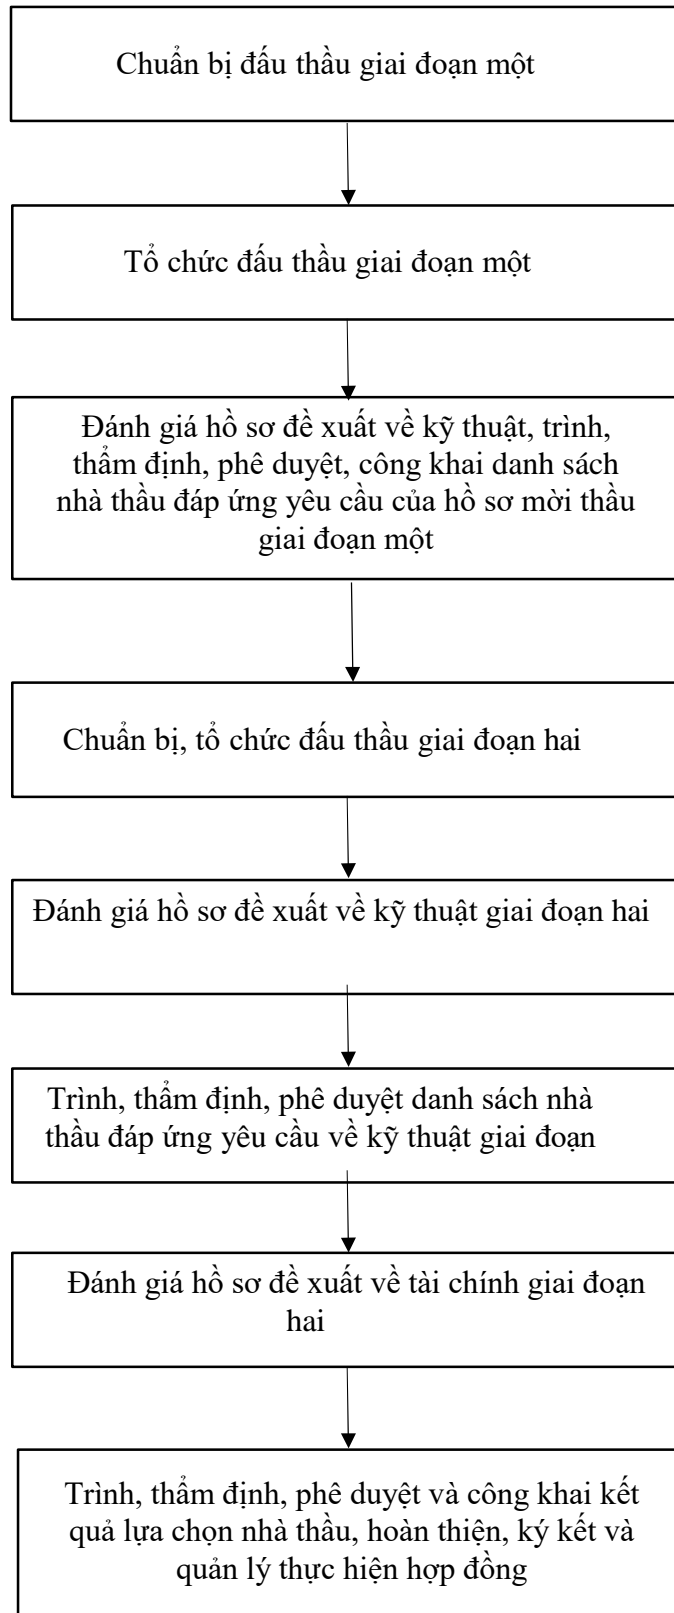 Chuẩn bị đấu thầu giai đoạn một
Tổ chức đấu thầu giai đoạn một
Đánh giá hồ sơ đề xuất về kỹ thuật, trình,
thẩm định, phê duyệt, công khai danh sách
nhà thầu đáp ứng yêu cầu của hồ sơ mời thầu
giai đoạn một
Chuẩn bị, tổ chức đấu thầu giai đoạn hai
Đánh giá hồ sơ đề xuất về kỹ thuật giai đoạn hai
Trình, thẩm định, phê duyệt danh sách nhà
thầu đáp ứng yêu cầu về kỹ thuật giai đoạn
Đánh giá hồ sơ đề xuất về tài chính giai đoạn
hai
Trình, thẩm định, phê duyệt và công khai kết
quả lựa chọn nhà thầu, hoàn thiện, ký kết và
quản lý thực hiện hợp đồng